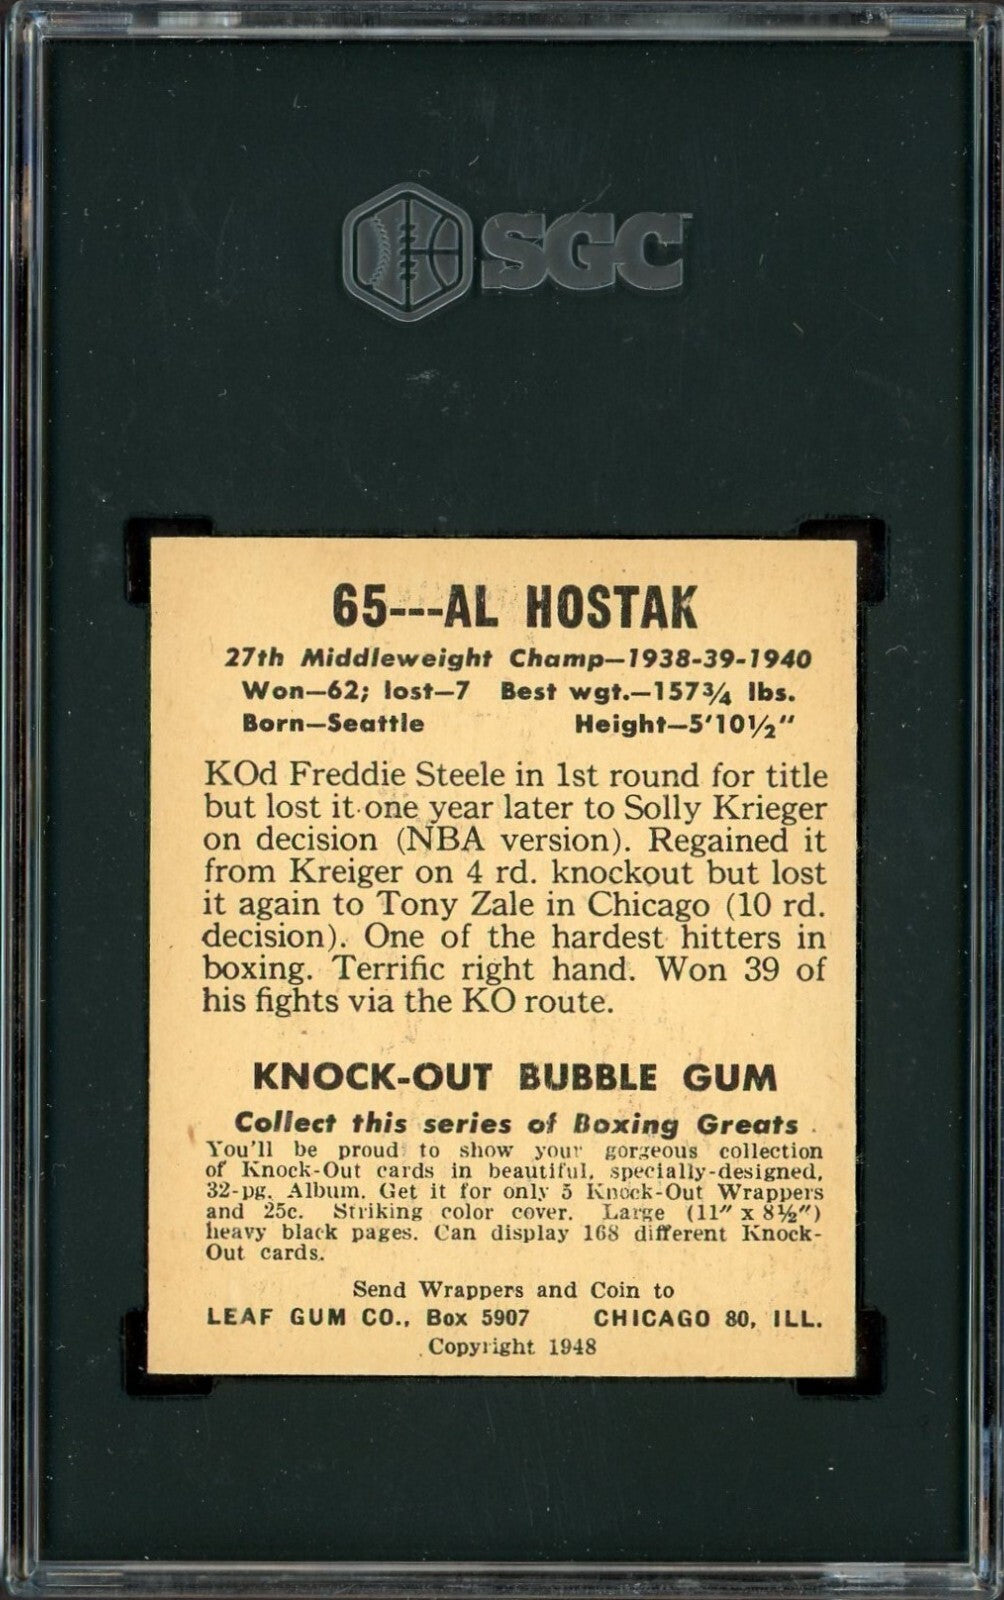 SGC
65---AL HOSTAK
27th Middleweight Champ—1938-39-1940
Won—62; lost—7 Best wgt.—157¾ lbs.
Born—Seattle Height—5'10½"
KOd Freddie Steele in 1st round for title
but lost it one year later to Solly Krieger
on decision (NBA version). Regained it
from Kreiger on 4 rd. knockout but lost
it again to Tony Zale in Chicago (10 rd.
decision). One of the hardest hitters in
boxing. Terrific right hand. Won 39 of
his fights via the KO route.
KNOCK-OUT BUBBLE GUM
Collect this series of Boxing Greats
You'll be proud to show your gorgeous collection
of Knock-Out cards in beautiful, specially-designed,
32-pg. Album. Get it for only 5 Knock-Out Wrappers
and 25c. Striking color cover. Large (11" x 8½")
heavy black pages. Can display 168 different Knock-
Out cards.
Send Wrappers and Coin to
LEAF GUM CO., Box 5907 CHICAGO 80, ILL.
Copyright 1948